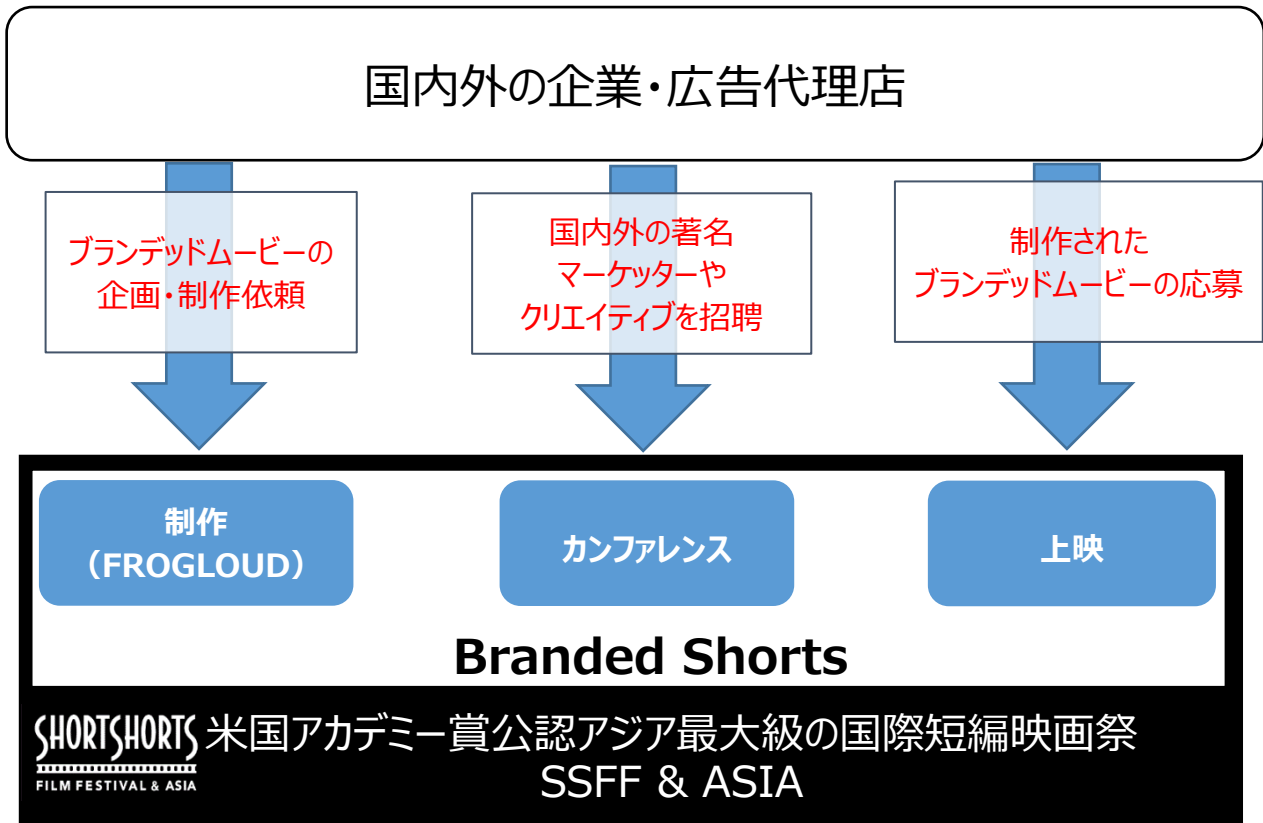 国内外の企業・広告代理店
ブランデッドムービーの
企画・制作依頼
国内外の著名
マーケッターや
クリエイティブを招聘
制作された
ブランデッドムービーの応募
制作
（FROGLOUD）
カンファレンス
上映
Branded Shorts
SHORTSHORTS
FILM FESTIVAL & ASIA
米国アカデミー賞公認アジア最大級の国際短編映画祭
SSFF & ASIA